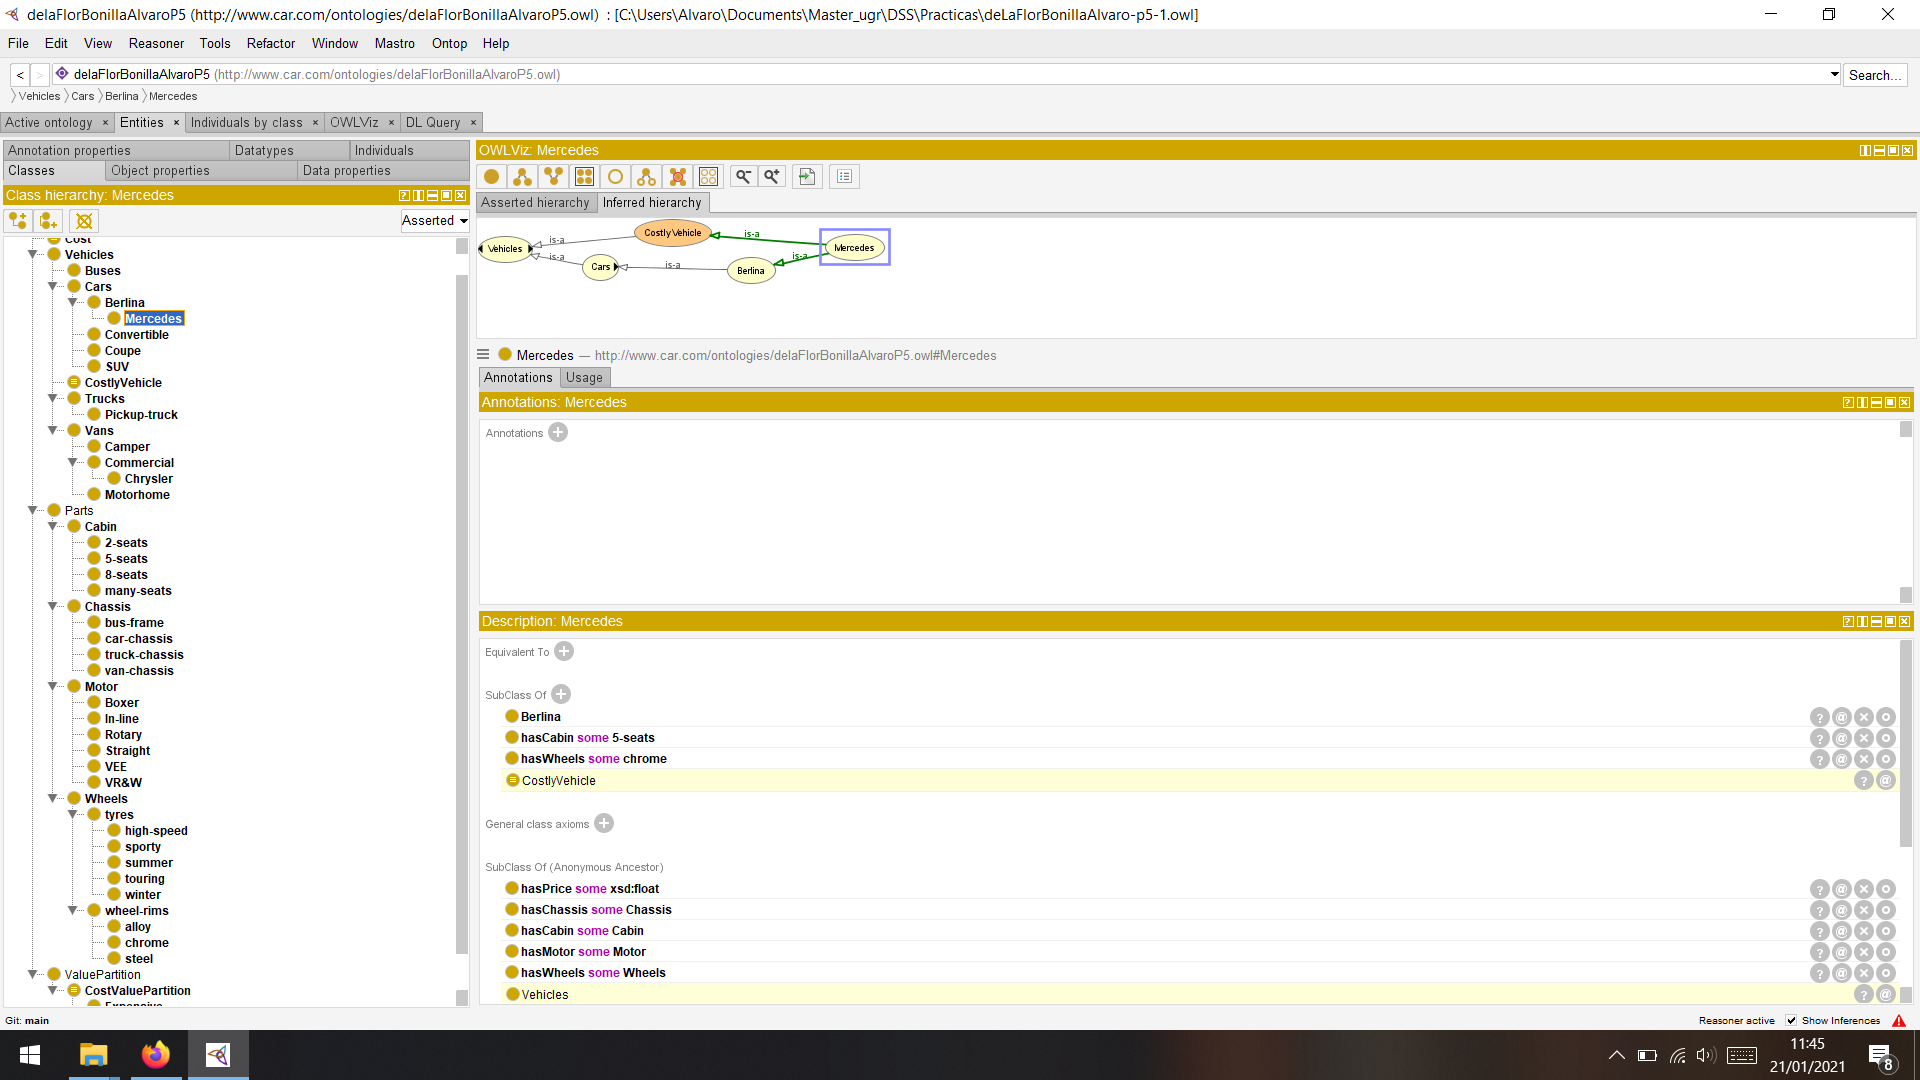 delaFlorBonillaAlvaroP5 (http://www.car.com/ontologies/delaFlorBonillaAlvaroP5.owl) : [C:\Users\Alvaro\Documents\Master_ugr\DSS\Practicas\deLaFlorBonillaAlvaro-p5-1.owl]
File Edit View Reasoner Tools Refactor Window Mastro Ontop Help
< > delaFlorBonillaAlvaroP5 (http://www.car.com/ontologies/delaFlorBonillaAlvaroP5.owl) Search...
Vehicles Cars Berlina Mercedes
Active ontology × Entities × Individuals by class × OWLViz × DL Query ×
Annotation properties Datatypes Individuals
Classes Object properties Data properties
Class hierarchy: Mercedes
Asserted
Cost
Vehicles
Buses
Cars
Berlina
Mercedes
Convertible
Coupe
SUV
CostlyVehicle
Trucks
Pickup-truck
Vans
Camper
Commercial
Chrysler
Motorhome
Parts
Cabin
2-seats
5-seats
8-seats
many-seats
Chassis
bus-frame
car-chassis
truck-chassis
van-chassis
Motor
Boxer
In-line
Rotary
Straight
VEE
VR&W
Wheels
tyres
high-speed
sporty
summer
touring
winter
wheel-rims
alloy
chrome
steel
ValuePartition
CostValuePartition
Expensive
OWLViz: Mercedes
Asserted hierarchy Inferred hierarchy
Vehicles
is-a
CostlyVehicle
is-a
Mercedes
is-a
Cars
is-a
Berlina
is-a
Mercedes — http://www.car.com/ontologies/delaFlorBonillaAlvaroP5.owl#Mercedes
Annotations Usage
Annotations: Mercedes
Annotations
Description: Mercedes
Equivalent To
SubClass Of
Berlina
hasCabin some 5-seats
hasWheels some chrome
CostlyVehicle
General class axioms
SubClass Of (Anonymous Ancestor)
hasPrice some xsd:float
hasChassis some Chassis
hasCabin some Cabin
hasMotor some Motor
hasWheels some Wheels
Vehicles
Git: main
Reasoner active Show Inferences
11:45
21/01/2021
8